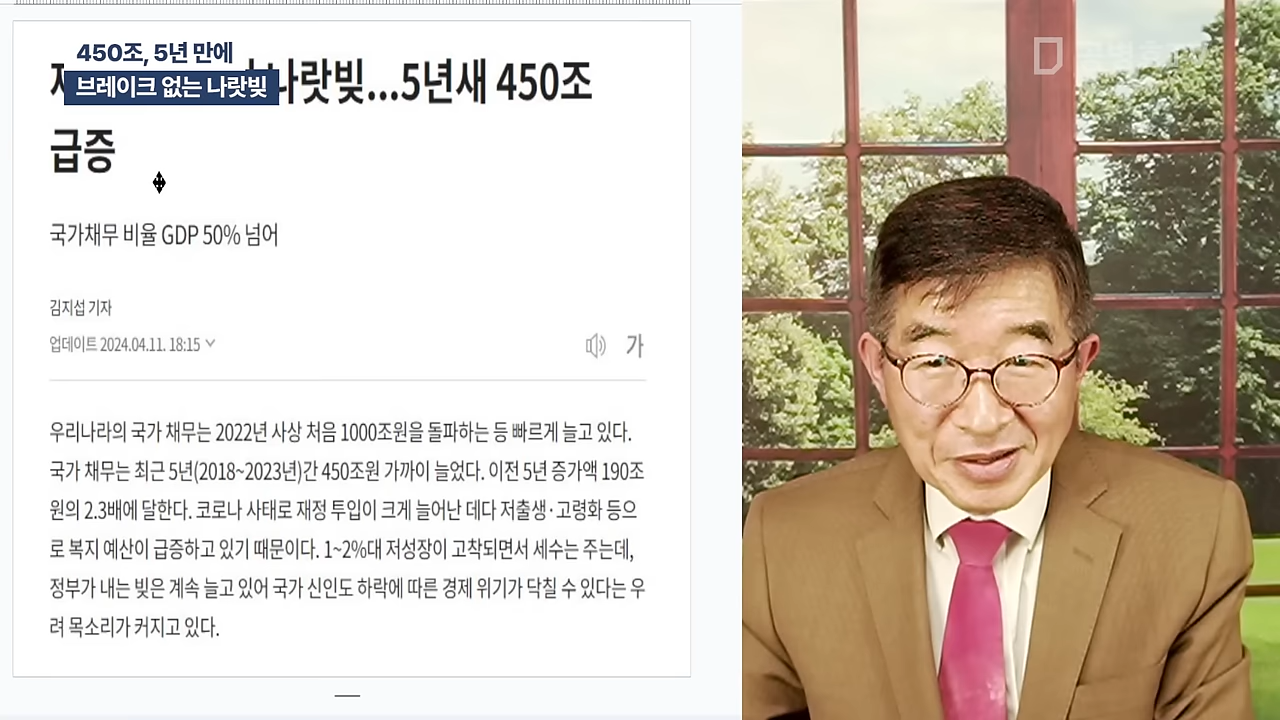 450조, 5년 만에
브레이크 없는 나랏빚
나랏빚...5년새 450조
급증
국가채무 비율 GDP 50% 넘어
김지섭 기자
업데이트 2024.04.11. 18:15
가
우리나라의 국가 채무는 2022년 사상 처음 1000조원을 돌파하는 등 빠르게 늘고 있다.
국가 채무는 최근 5년(2018~2023년)간 450조원 가까이 늘었다. 이전 5년 증가액 190조
원의 2.3배에 달한다. 코로나 사태로 재정 투입이 크게 늘어난 데다 저출생·고령화 등으
로 복지 예산이 급증하고 있기 때문이다. 1~2%대 저성장이 고착되면서 세수는 주는데,
정부가 내는 빚은 계속 늘고 있어 국가 신인도 하락에 따른 경제 위기가 닥칠 수 있다는 우
려 목소리가 커지고 있다.